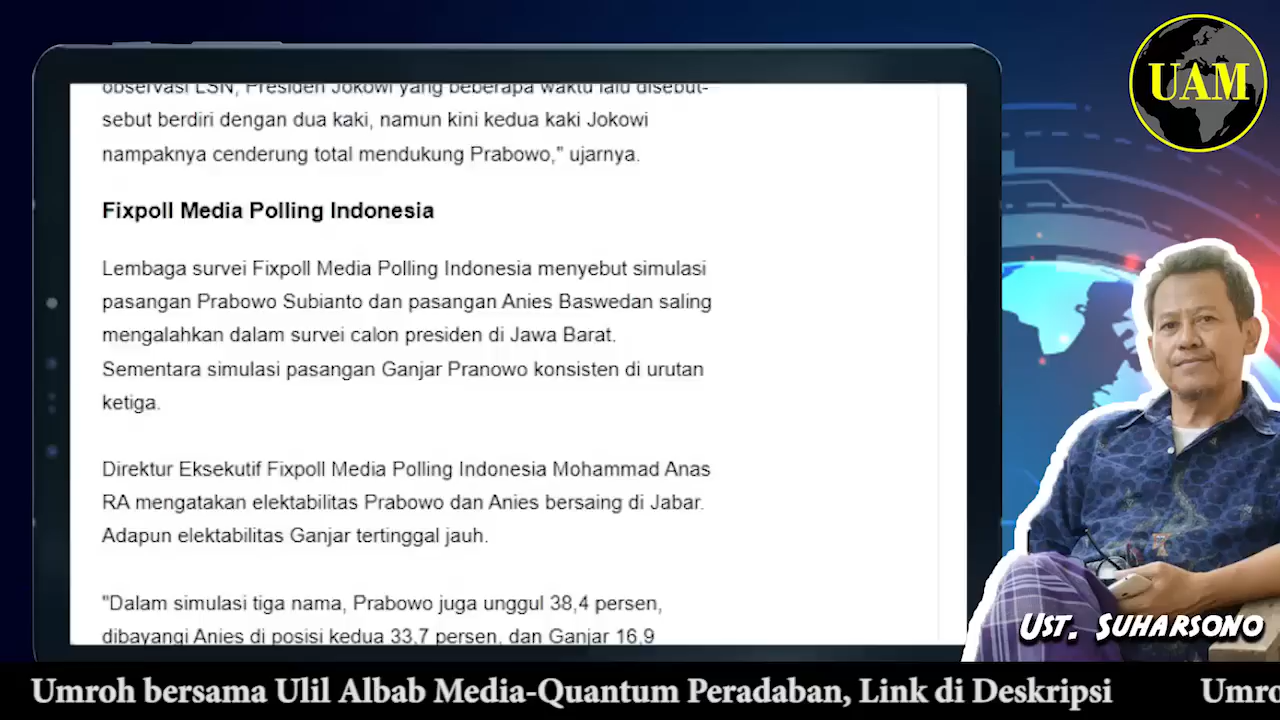 observasi LSN, Presiden Jokowi yang beberapa waktu lalu disebut-
sebut berdiri dengan dua kaki, namun kini kedua kaki Jokowi
nampaknya cenderung total mendukung Prabowo," ujarnya.
Fixpoll Media Polling Indonesia
Lembaga survei Fixpoll Media Polling Indonesia menyebut simulasi
pasangan Prabowo Subianto dan pasangan Anies Baswedan saling
mengalahkan dalam survei calon presiden di Jawa Barat.
Sementara simulasi pasangan Ganjar Pranowo konsisten di urutan
ketiga.
Direktur Eksekutif Fixpoll Media Polling Indonesia Mohammad Anas
RA mengatakan elektabilitas Prabowo dan Anies bersaing di Jabar.
Adapun elektabilitas Ganjar tertinggal jauh.
"Dalam simulasi tiga nama, Prabowo juga unggul 38,4 persen,
dibayangi Anies di posisi kedua 33,7 persen, dan Ganjar 16,9
UAM
Ust. Suharsono
Umroh bersama Ulil Albab Media-Quantum Peradaban, Link di Deskripsi Umro